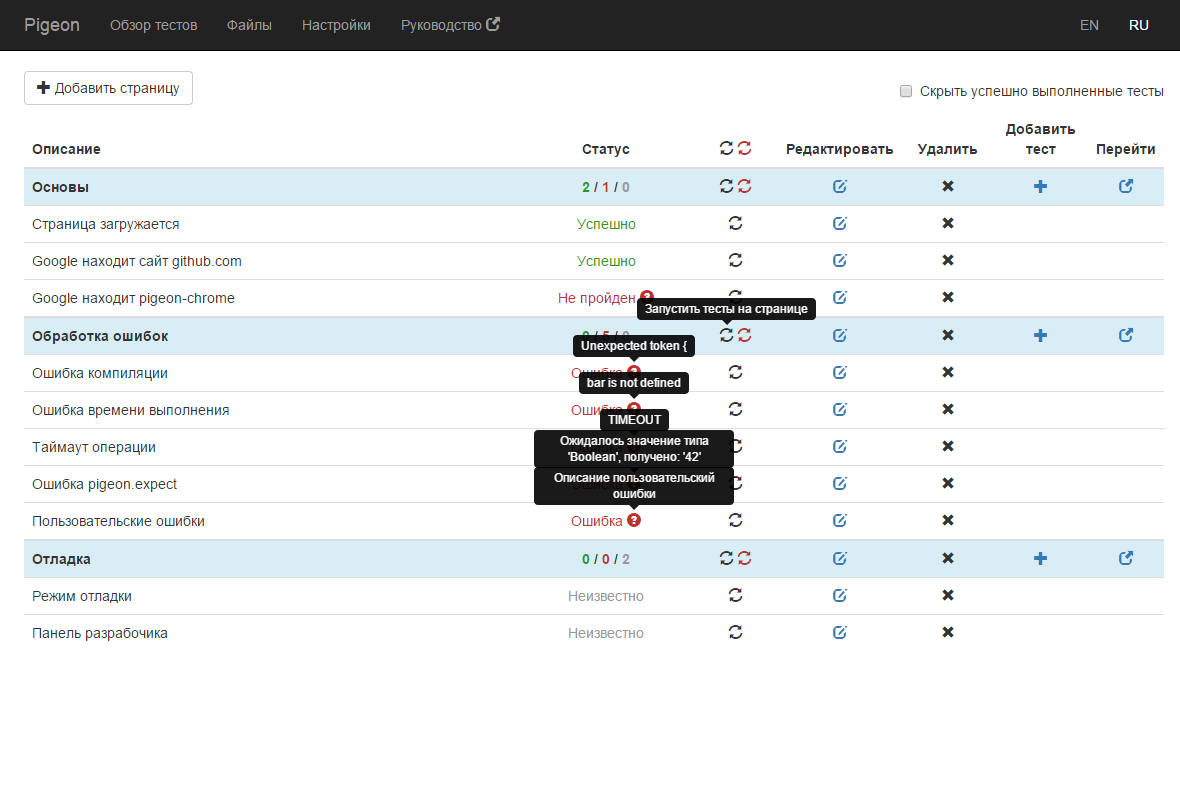 Pigeon Обзор тестов Файлы Настройки Руководство EN RU
Добавить страницу
Скрыть успешно выполненные тесты
Описание Статус Редактировать Удалить Добавить тест Перейти
Основы 2 / 1 / 0
Страница загружается Успешно
Google находит сайт github.com Успешно
Google находит pigeon-chrome Не пройден
Запустить тесты на странице
Обработка ошибок
Unexpected token {
Ошибка компиляции Ошибка
bar is not defined
Ошибка времени выполнения Ошибка
TIMEOUT
Таймаут операции
Ожидалось значение типа
'Boolean', получено: '42'
Ошибка pigeon.expect
Описание пользовательский
ошибки
Пользовательские ошибки Ошибка
Отладка 0 / 0 / 2
Режим отладки Неизвестно
Панель разрабочика Неизвестно